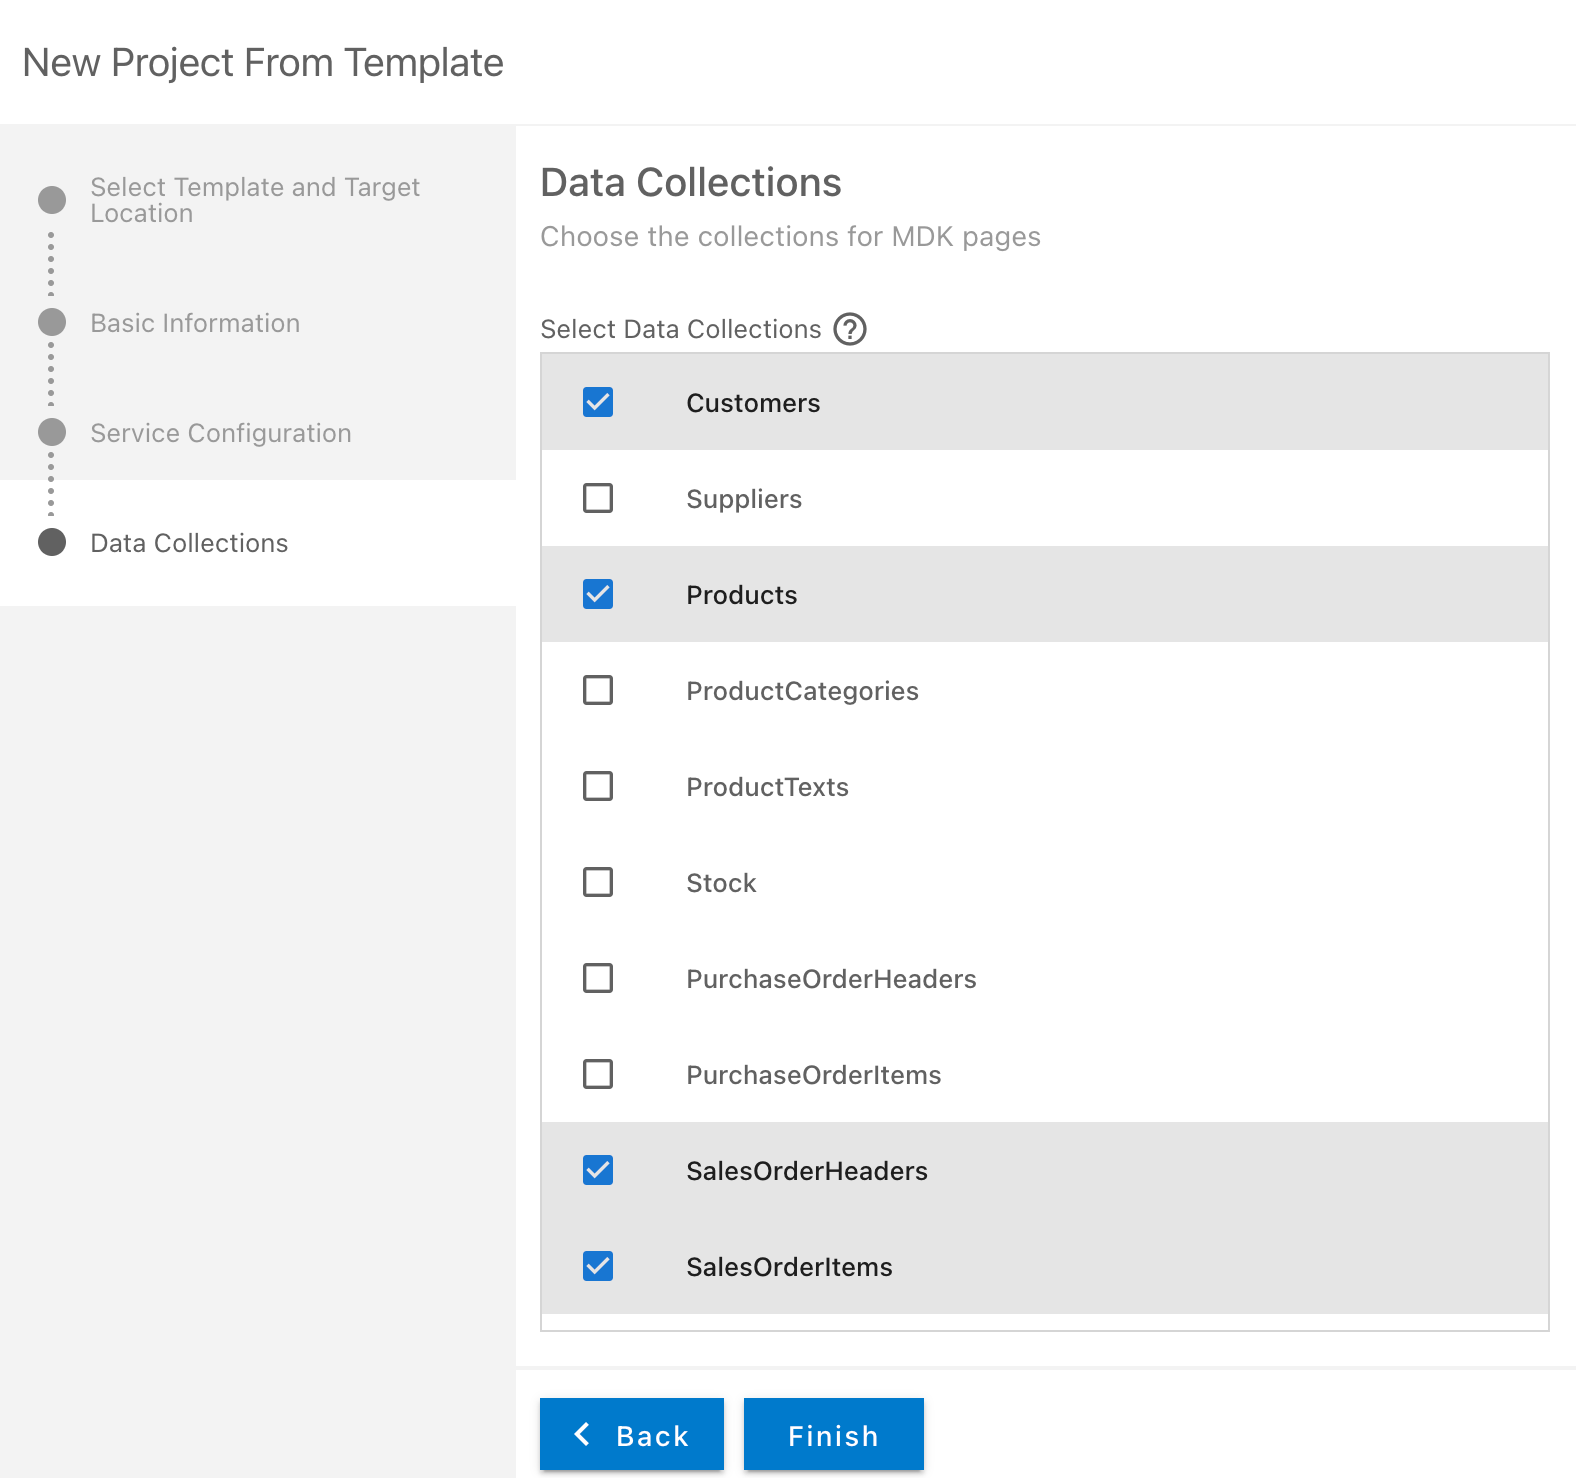 New Project From Template
Select Template and Target
Location
Basic Information
Service Configuration
Data Collections
Data Collections
Choose the collections for MDK pages
Select Data Collections ?
Customers
Suppliers
Products
ProductCategories
ProductTexts
Stock
PurchaseOrderHeaders
PurchaseOrderItems
SalesOrderHeaders
SalesOrderItems
Back
Finish